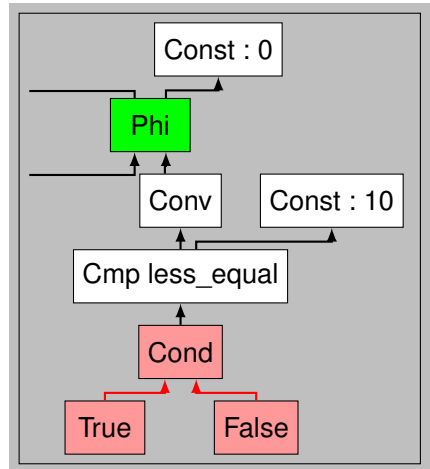 Const : 0
Phi
Conv
Const : 10
Cmp less_equal
Cond
True
False